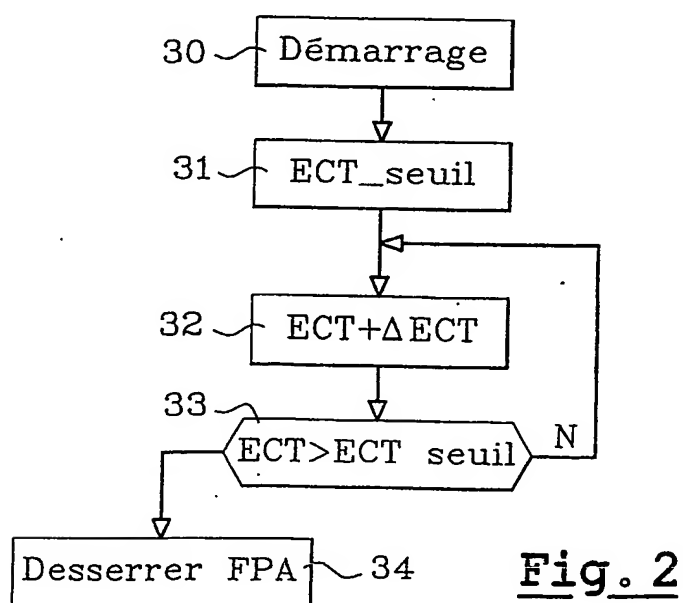 30 Démarrage
31 ECT_seuil
32 ECT+ΔECT
33
ECT>ECT seuil N
Desserrer FPA 34
Fig. 2